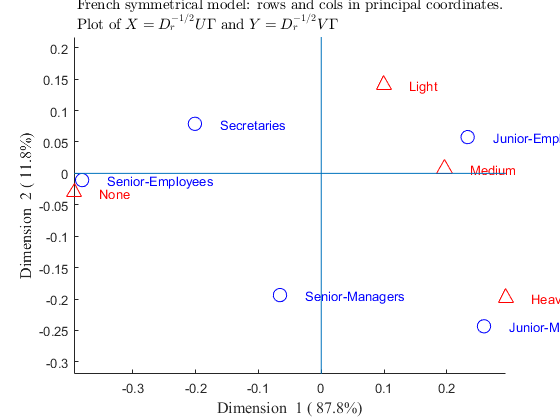 French symmetrical model: rows and cols in principal coordinates.
Plot of $X = D_r^{-1/2}U\Gamma$ and $Y = D_r^{-1/2}V\Gamma$
0.2
0.15
0.1
0.05
0
-0.05
-0.1
-0.15
-0.2
-0.25
-0.3
Dimension 2 ( 11.8%)
Light
Secretaries
Junior-Empl
Medium
Senior-Employees
None
Senior-Managers
Heav
Junior-M
-0.3 -0.2 -0.1 0 0.1 0.2
Dimension 1 ( 87.8%)